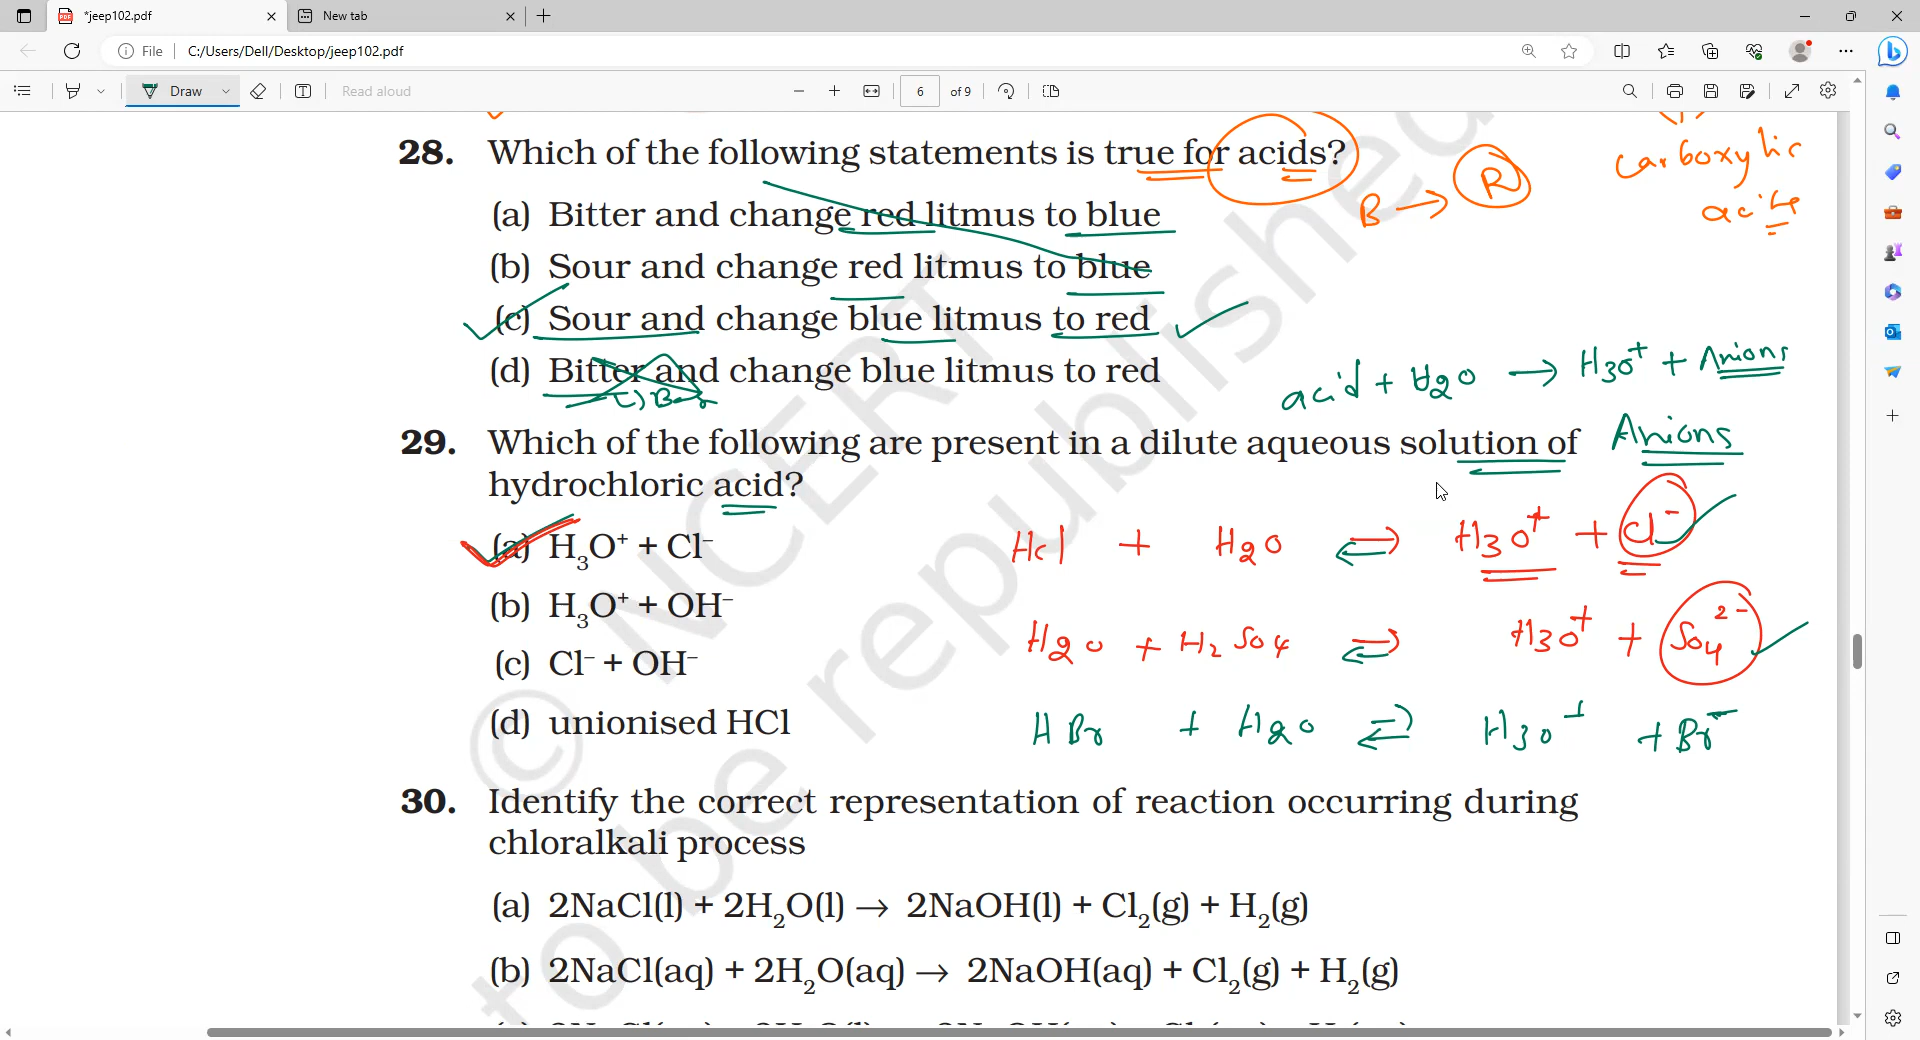 *jeep102.pdf
New tab
File C:/Users/Dell/Desktop/jeep102.pdf
Draw Read aloud 6 of 9
28. Which of the following statements is true for acids?
B → R
carboxylic
(a) Bitter and change red litmus to blue
(b) Sour and change red litmus to blue
(c) Sour and change blue litmus to red
(d) Bitter and change blue litmus to red
acid + H2O → H3O+ + Anions
29. Which of the following are present in a dilute aqueous solution of
Anions
hydrochloric acid?
(a) H₃O⁺ + Cl⁻
HCl + H2O ⇌ H3O+ + Cl⁻
(b) H₃O⁺ + OH⁻
H2O + H2SO4 ⇌ H3O+ + SO4 2-
(c) Cl⁻ + OH⁻
(d) unionised HCl
HBr + H2O ⇌ H3O+ + Br⁻
30. Identify the correct representation of reaction occurring during
chloralkali process
(a) 2NaCl(l) + 2H₂O(l) → 2NaOH(l) + Cl₂(g) + H₂(g)
(b) 2NaCl(aq) + 2H₂O(aq) → 2NaOH(aq) + Cl₂(g) + H₂(g)
© NCERT
to be republished